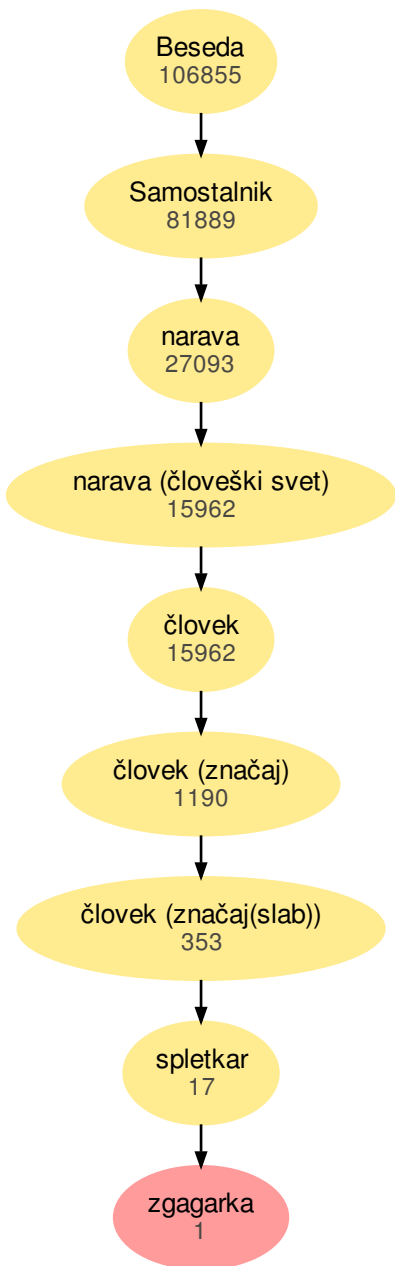 Beseda
106855
Samostalnik
81889
narava
27093
narava (človeški svet)
15962
človek
15962
človek (značaj)
1190
človek (značaj(slab))
353
spletkar
17
zgagarka
1